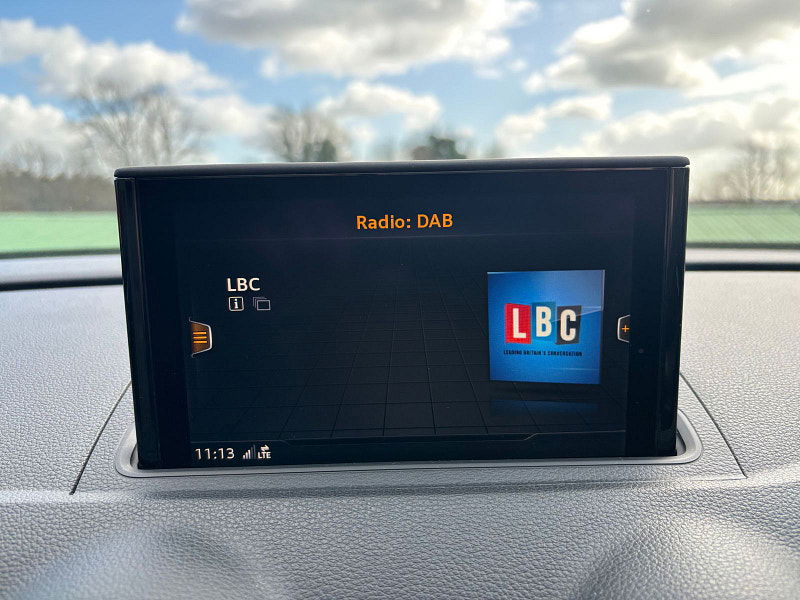 Radio: DAB
LBC
LBC
LEADING BRITAIN'S CONVERSATION
11:13 LTE